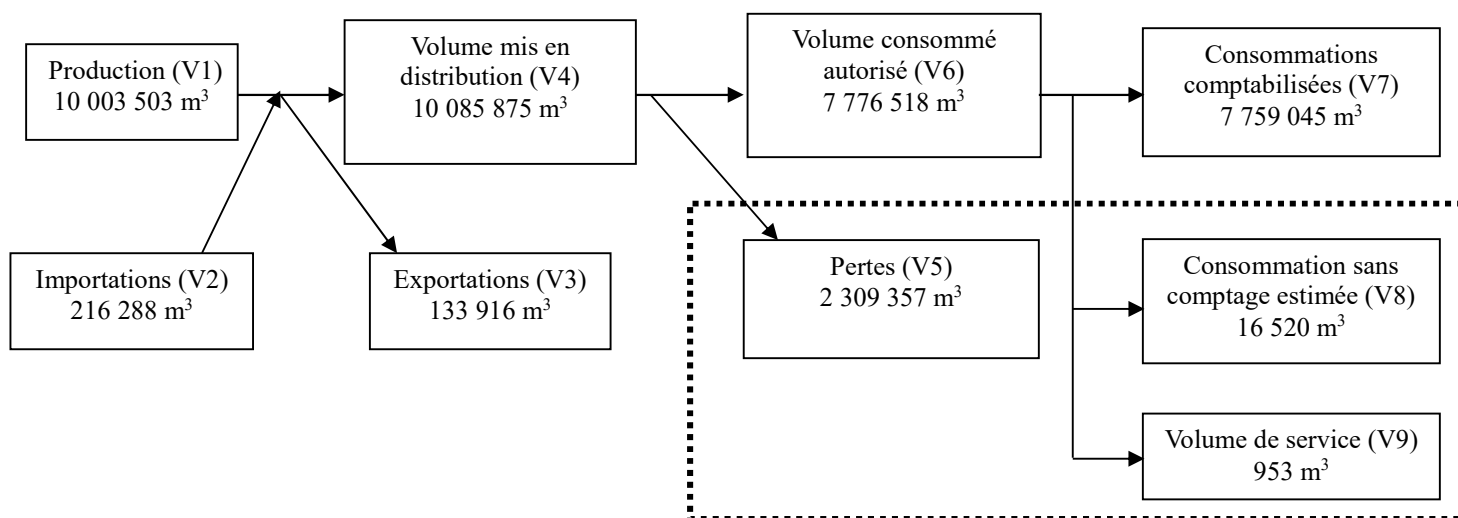 Production (V1)
10 003 503 m³
Volume mis en
distribution (V4)
10 085 875 m³
Volume consommé
autorisé (V6)
7 776 518 m³
Consommations
comptabilisées (V7)
7 759 045 m³
Importations (V2)
216 288 m³
Exportations (V3)
133 916 m³
Pertes (V5)
2 309 357 m³
Consommation sans
comptage estimée (V8)
16 520 m³
Volume de service (V9)
953 m³